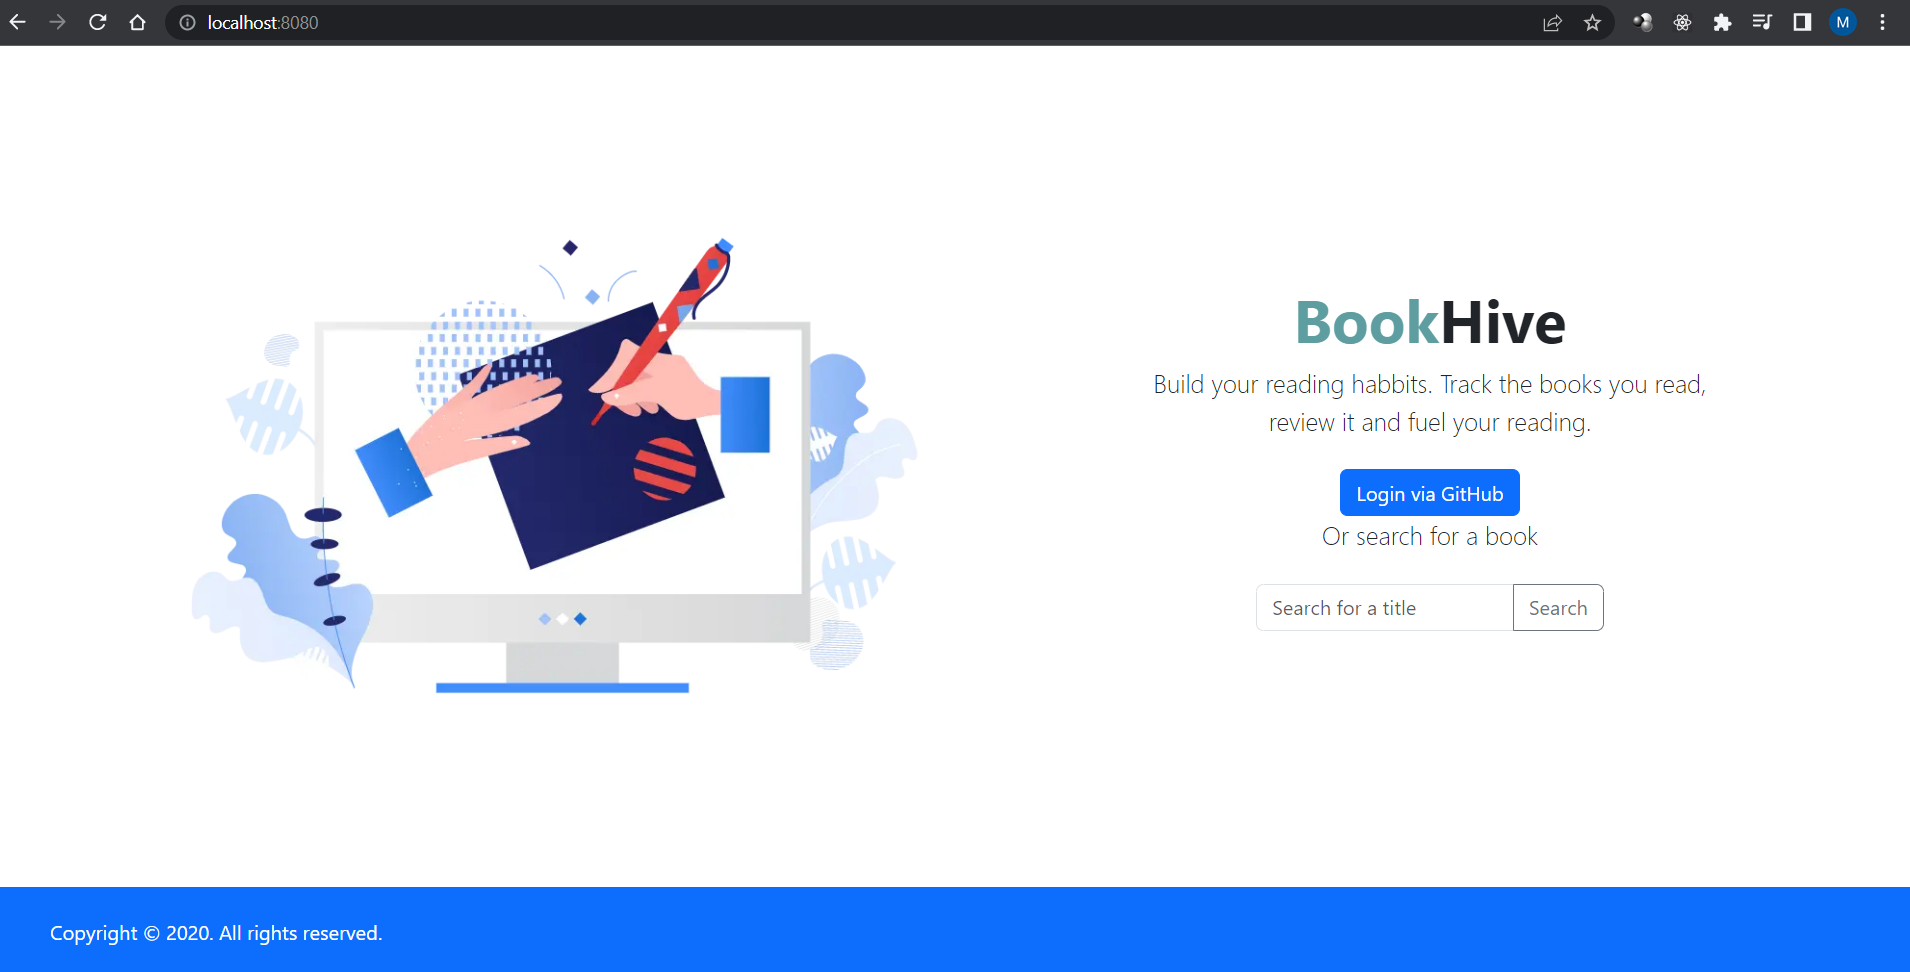 localhost:8080
M
BookHive
Build your reading habbits. Track the books you read,
review it and fuel your reading.
Login via GitHub
Or search for a book
Search for a title
Search
Copyright © 2020. All rights reserved.